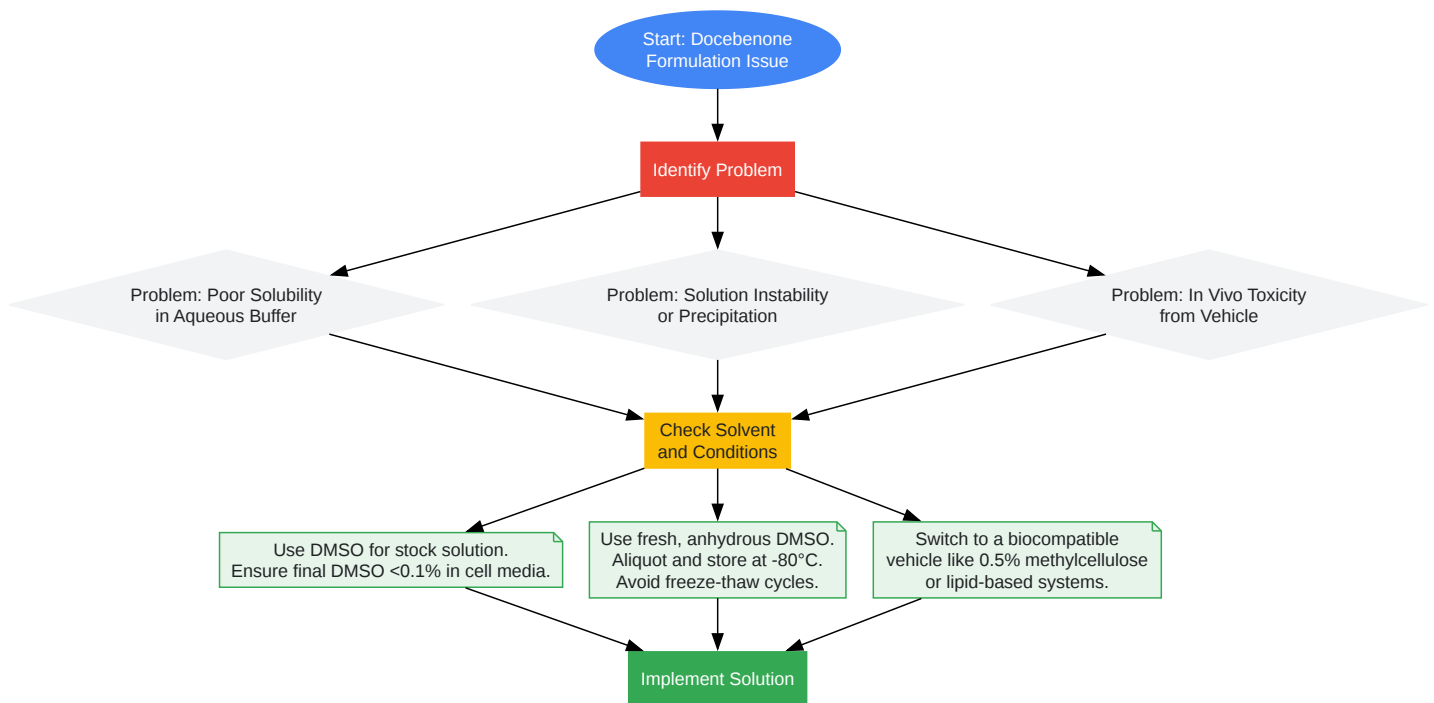 Start: Docebenone
Formulation Issue
Identify Problem
Problem: Poor Solubility
in Aqueous Buffer
Problem: Solution Instability
or Precipitation
Problem: In Vivo Toxicity
from Vehicle
Check Solvent
and Conditions
Use DMSO for stock solution.
Ensure final DMSO <0.1% in cell media.
Use fresh, anhydrous DMSO.
Aliquot and store at -80°C.
Avoid freeze-thaw cycles.
Switch to a biocompatible
vehicle like 0.5% methylcellulose
or lipid-based systems.
Implement Solution